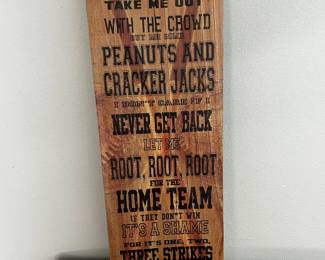 TAKE ME OUT
WITH THE CROWD
BUY ME SOME
PEANUTS AND
CRACKER JACKS
I DON'T CARE IF I
NEVER GET BACK
LET ME
ROOT, ROOT, ROOT
FOR THE
HOME TEAM
IF THEY DON'T WIN
IT'S A SHAME
FOR IT'S ONE, TWO,
THREE STRIKES